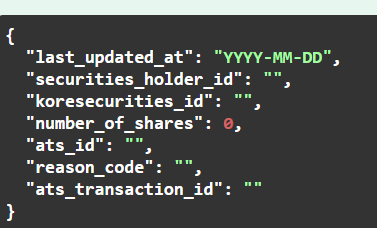 {
"last_updated_at": "YYYY-MM-DD",
"securities_holder_id": "",
"koresecurities_id": "",
"number_of_shares": 0,
"ats_id": "",
"reason_code": "",
"ats_transaction_id": ""
}